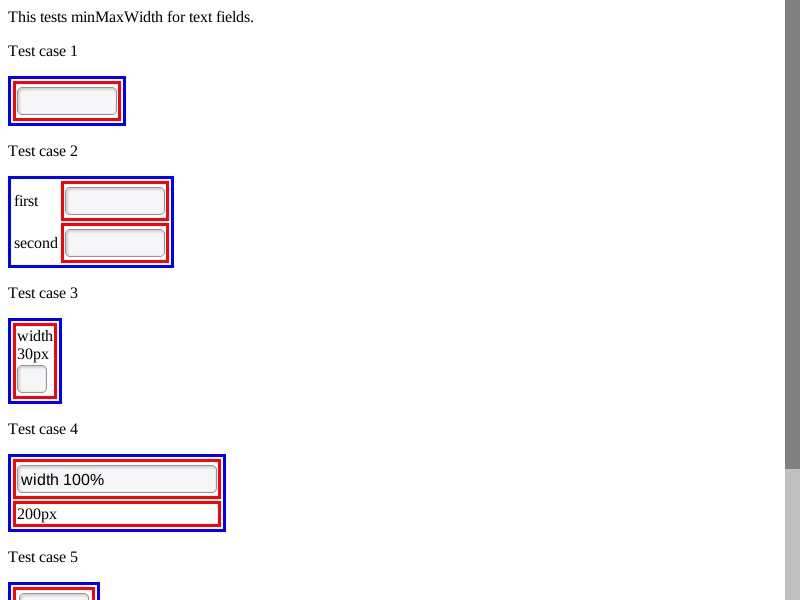 This tests minMaxWidth for text fields.
Test case 1
Test case 2
first
second
Test case 3
width
30px
Test case 4
width 100%
200px
Test case 5